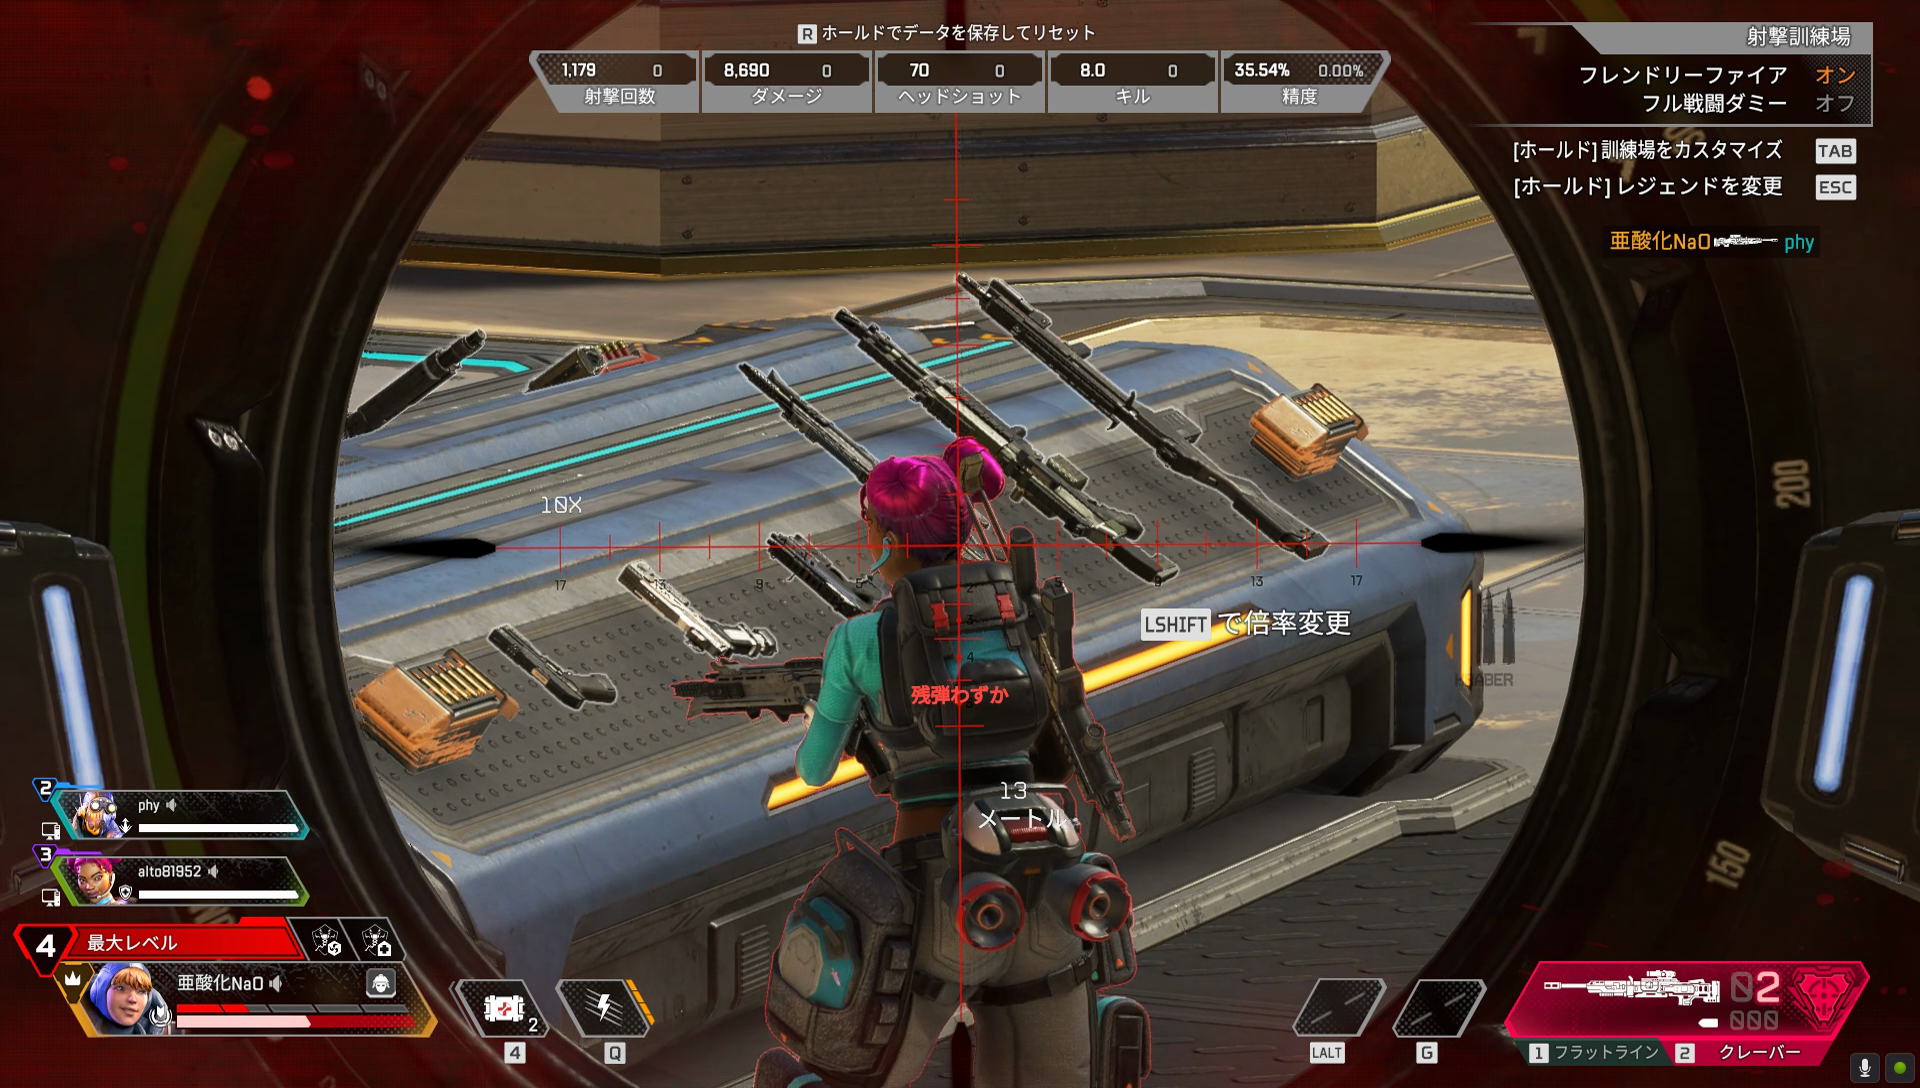 R ホールドでデータを保存してリセット
1,179 0
射撃回数
8,690 0
ダメージ
70 0
ヘッドショット
8.0 0
キル
35.54% 0.00%
精度
射撃訓練場
フレンドリーファイア オン
フル戦闘ダミー オフ
[ホールド]訓練場をカスタマイズ TAB
[ホールド]レジェンドを変更 ESC
亜酸化NaO phy
10X
17 13 9 5 5 9 13 17
2
3
4
LSHIFT で倍率変更
残弾わずか
13
メートル
200
150
2 phy
3 alto81952
4 最大レベル
亜酸化NaO
2
4 Q
LALT G
02
000
1 フラットライン 2 クレーバー